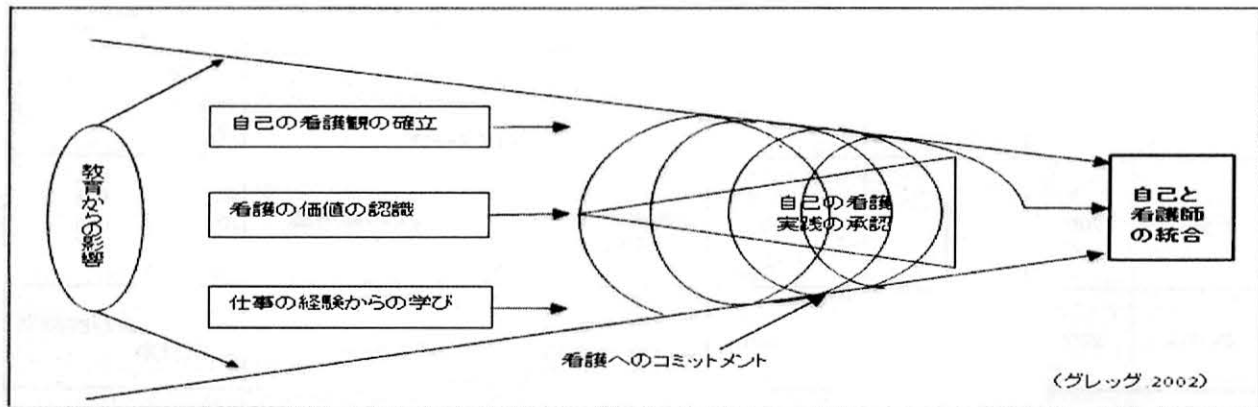 教育からの影響
自己の看護観の確立
看護の価値の認識
仕事の経験からの学び
自己の看護
実践の承認
看護へのコミットメント
自己と
看護師
の統合
(グレッグ,2002)